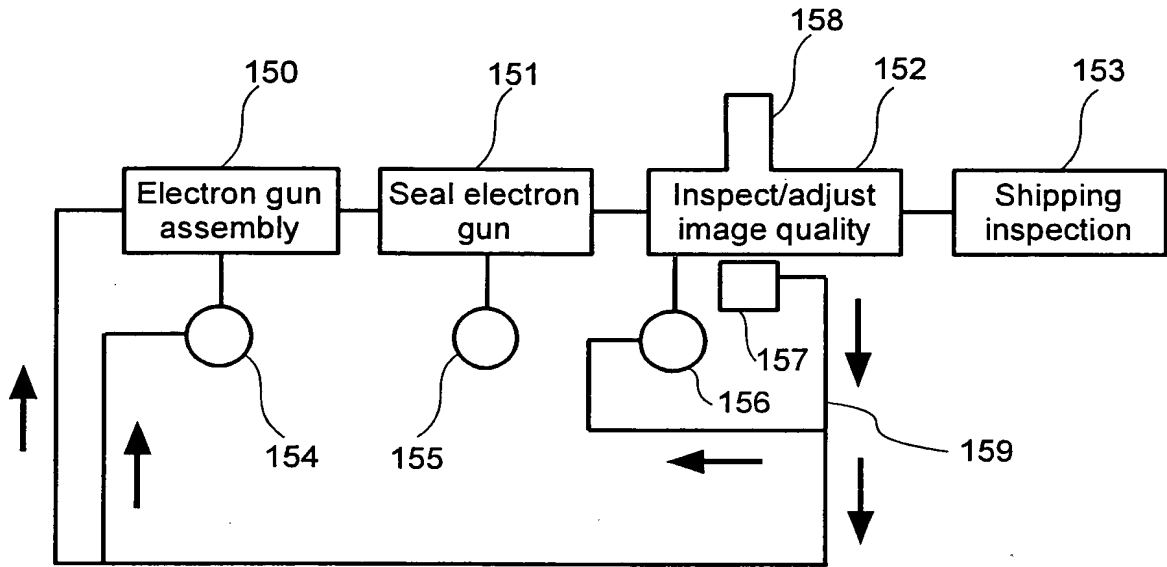 158
150
151
152
153
Electron gun
assembly
Seal electron
gun
Inspect/adjust
image quality
Shipping
inspection
157
156
154
155
159